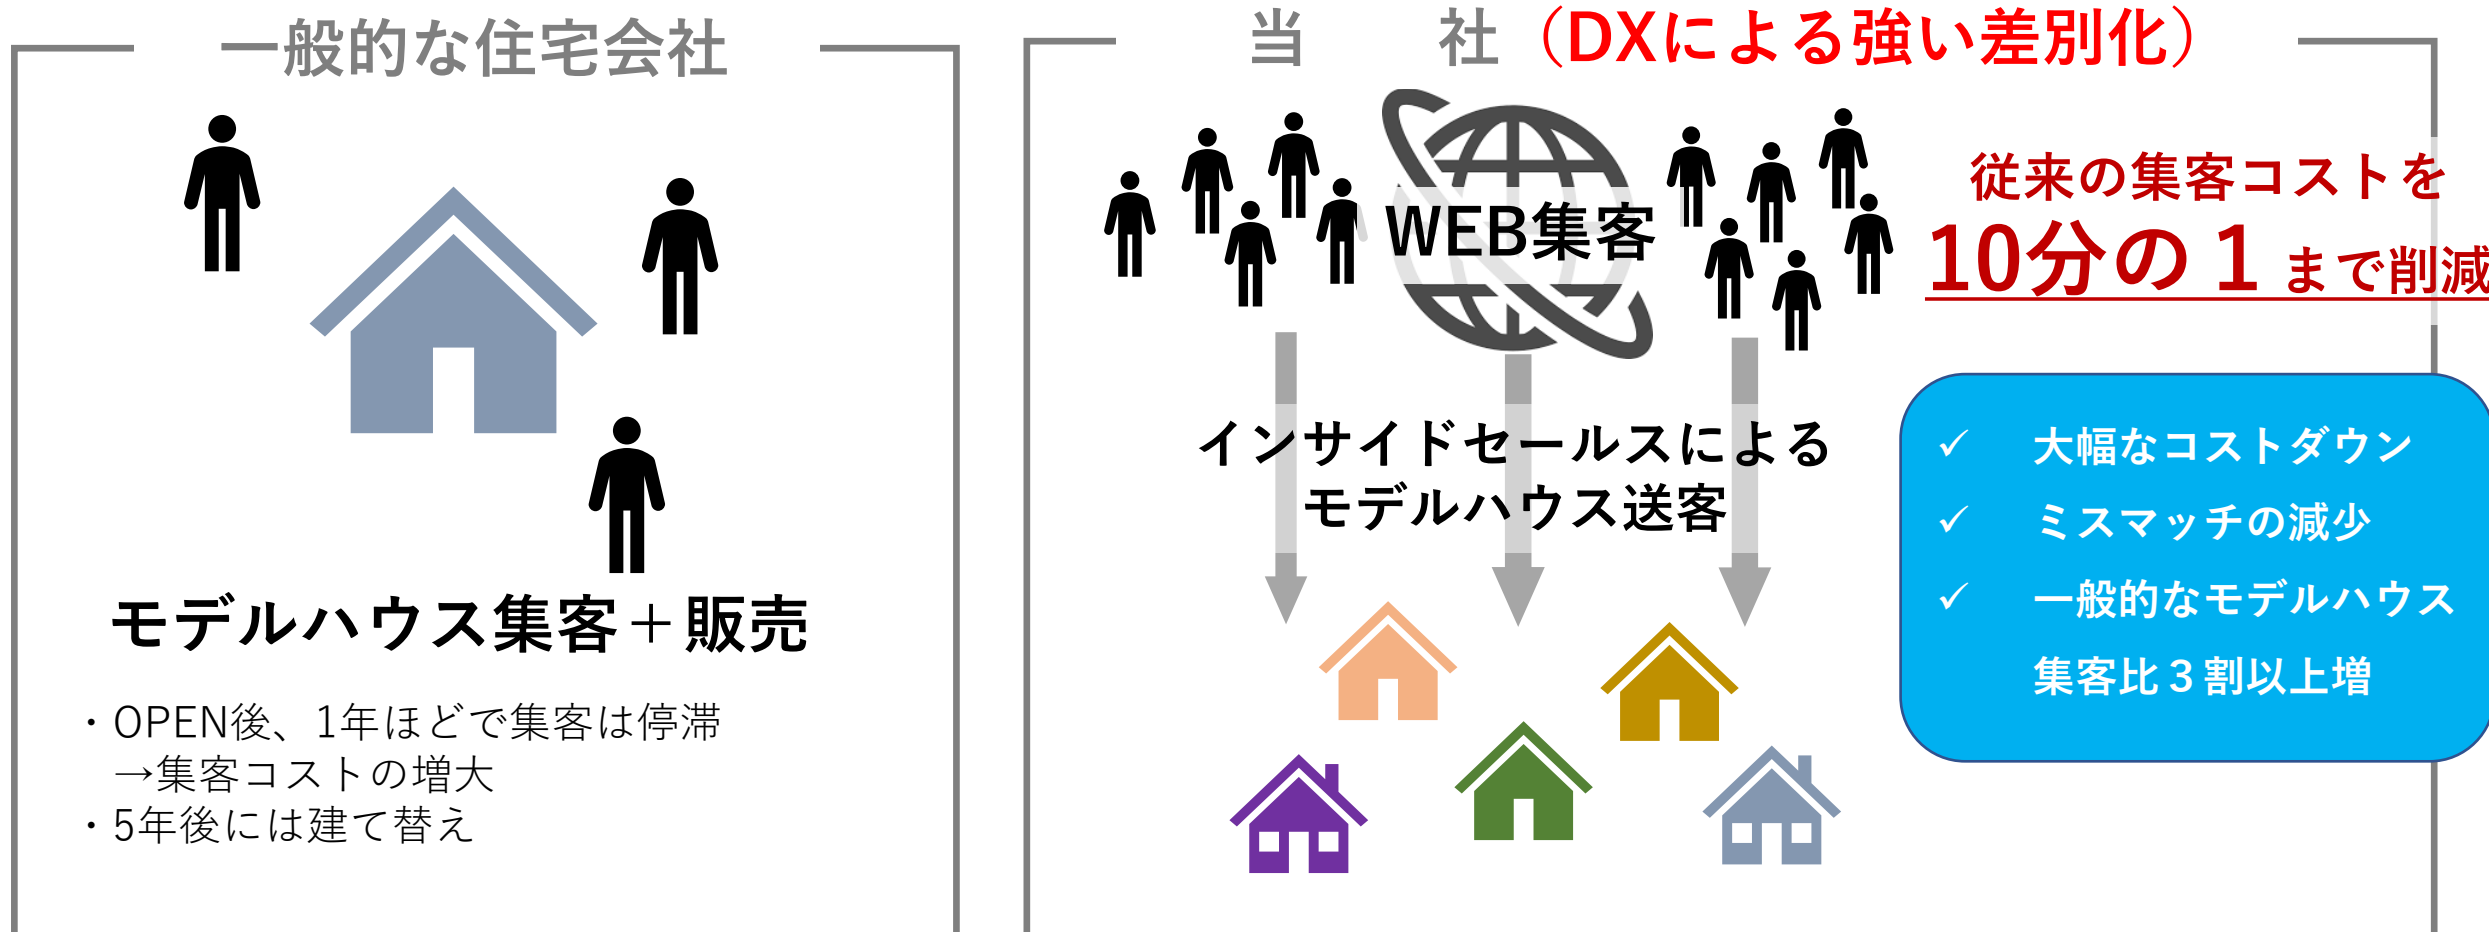 一般的な住宅会社
モデルハウス集客＋販売
・OPEN後、1年ほどで集客は停滞
→集客コストの増大
・5年後には建て替え
当　社（DXによる強い差別化）
WEB集客
従来の集客コストを
10分の１まで削減
インサイドセールスによる
モデルハウス送客
✓ 大幅なコストダウン
✓ ミスマッチの減少
✓ 一般的なモデルハウス
集客比３割以上増